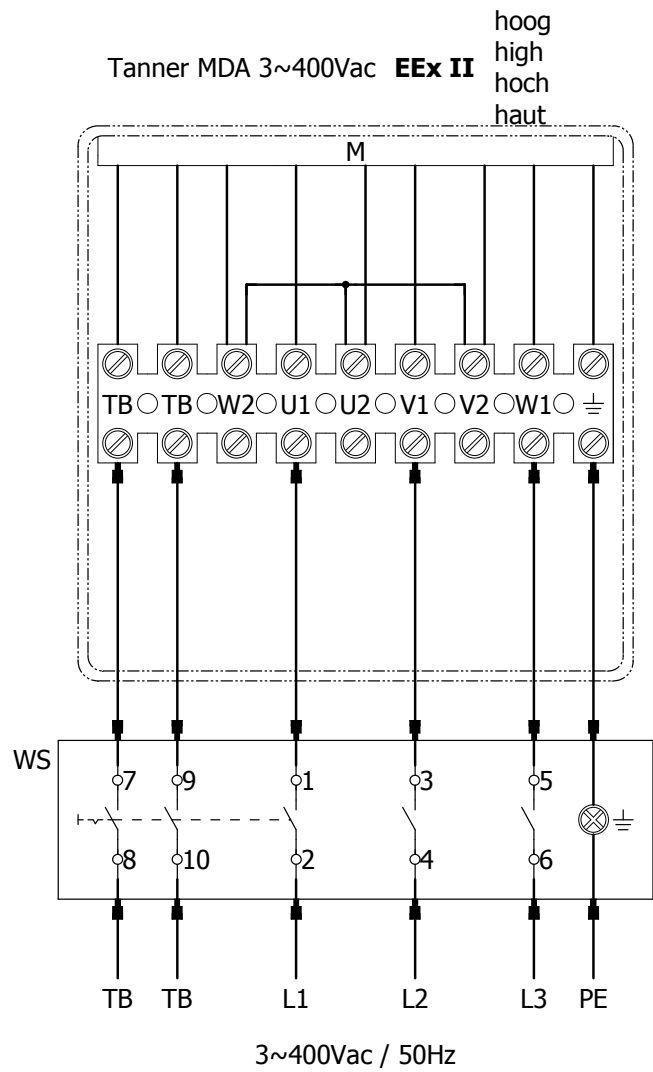 Tanner MDA 3~400Vac EEx II
hoog
high
hoch
haut
M
TB TB W2 U1 U2 V1 V2 W1
WS
7 9 1 3 5
8 10 2 4 6
TB TB L1 L2 L3 PE
3~400Vac / 50Hz